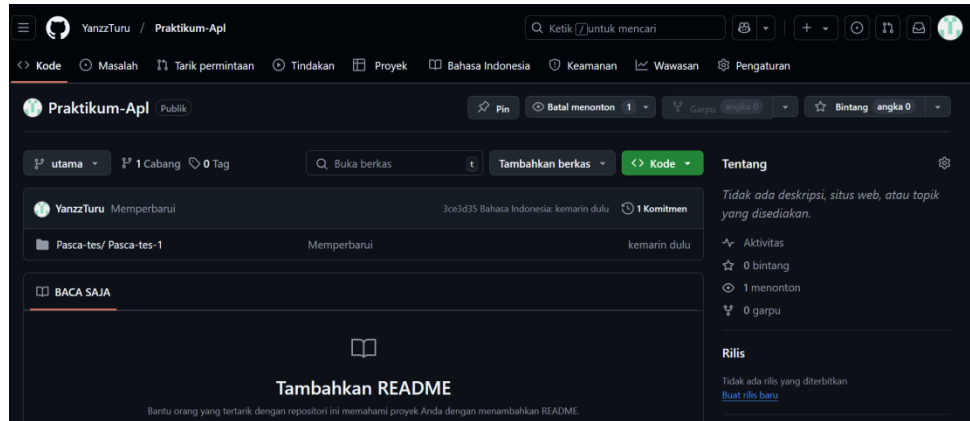 YanzzTuru / Praktikum-Apl
Ketik / untuk mencari
Kode Masalah Tarik permintaan Tindakan Proyek Bahasa Indonesia Keamanan Wawasan Pengaturan
Praktikum-Apl Publik
Pin Batal menonton 1 Garpu angka 0 Bintang angka 0
utama 1 Cabang 0 Tag
Buka berkas t Tambahkan berkas <> Kode
YanzzTuru Memperbarui 3ce3d35 Bahasa Indonesia: kemarin dulu 1 Komitmen
Pasca-tes/ Pasca-tes-1 Memperbarui kemarin dulu
BACA SAJA
Tambahkan README
Bantu orang yang tertarik dengan repositori ini memahami proyek Anda dengan menambahkan README.
Tentang
Tidak ada deskripsi, situs web, atau topik
yang disediakan.
Aktivitas
0 bintang
1 menonton
0 garpu
Rilis
Tidak ada rilis yang diterbitkan
Buat rilis baru